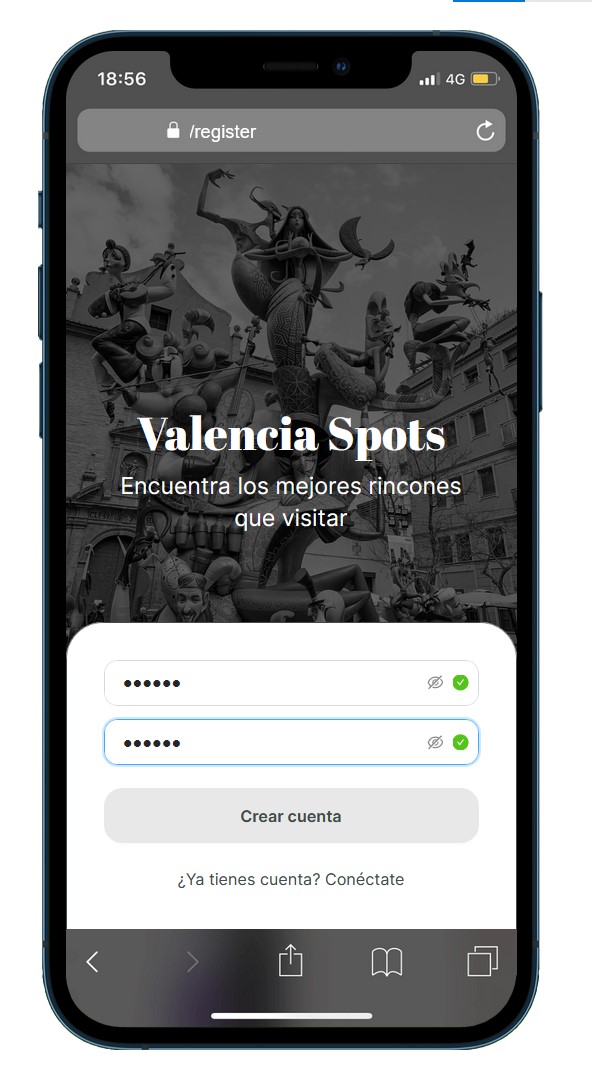 18:56
4G
/register
Valencia Spots
Encuentra los mejores rincones
que visitar
••••••
••••••
Crear cuenta
¿Ya tienes cuenta? Conéctate